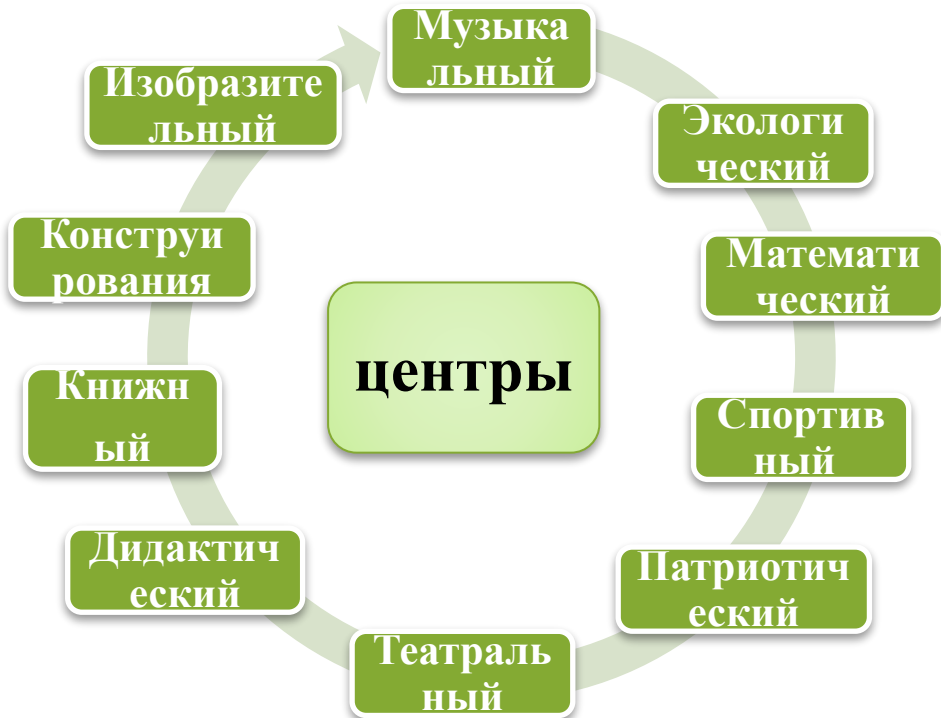 Музыка
льный
Экологи
ческий
Математи
ческий
Спортив
ный
Патриотич
еский
Театраль
ный
Дидактич
еский
Книжн
ый
Конструи
рования
Изобразите
льный
центры